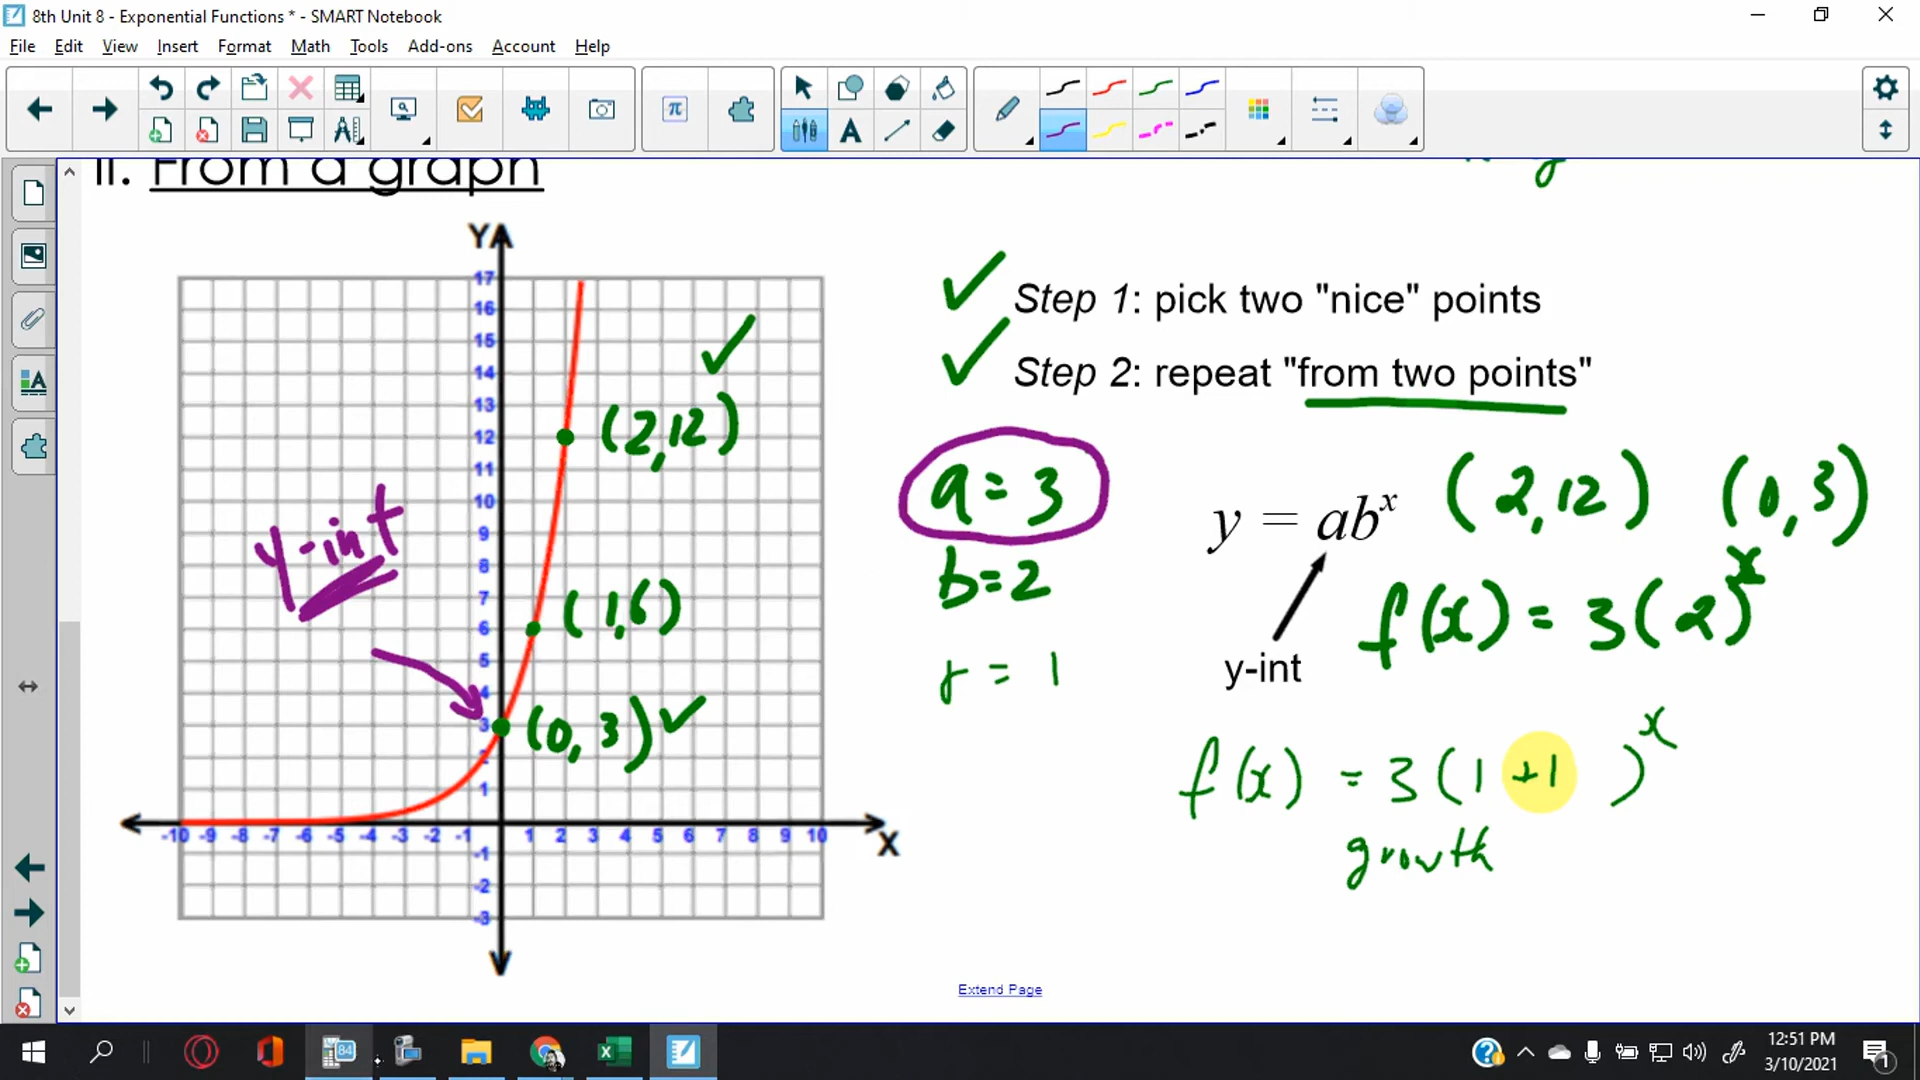 8th Unit 8 - Exponential Functions * - SMART Notebook
File Edit View Insert Format Math Tools Add-ons Account Help
II. From a graph
Y
17
16
15
14
13
12
11
10
9
8
7
6
5
4
3
2
1
-10 -9 -8 -7 -6 -5 -4 -3 -2 -1 1 2 3 4 5 6 7 8 9 10
X
-1
-2
-3
(2,12)
(1,6)
(0,3)
y-int
Step 1: pick two "nice" points
Step 2: repeat "from two points"
a = 3
b = 2
r = 1
y = ab^x
(2,12) (0,3)
f(x) = 3(2)^x
y-int
f(x) = 3(1+1)^x
growth
Extend Page
84
12:51 PM
3/10/2021
1